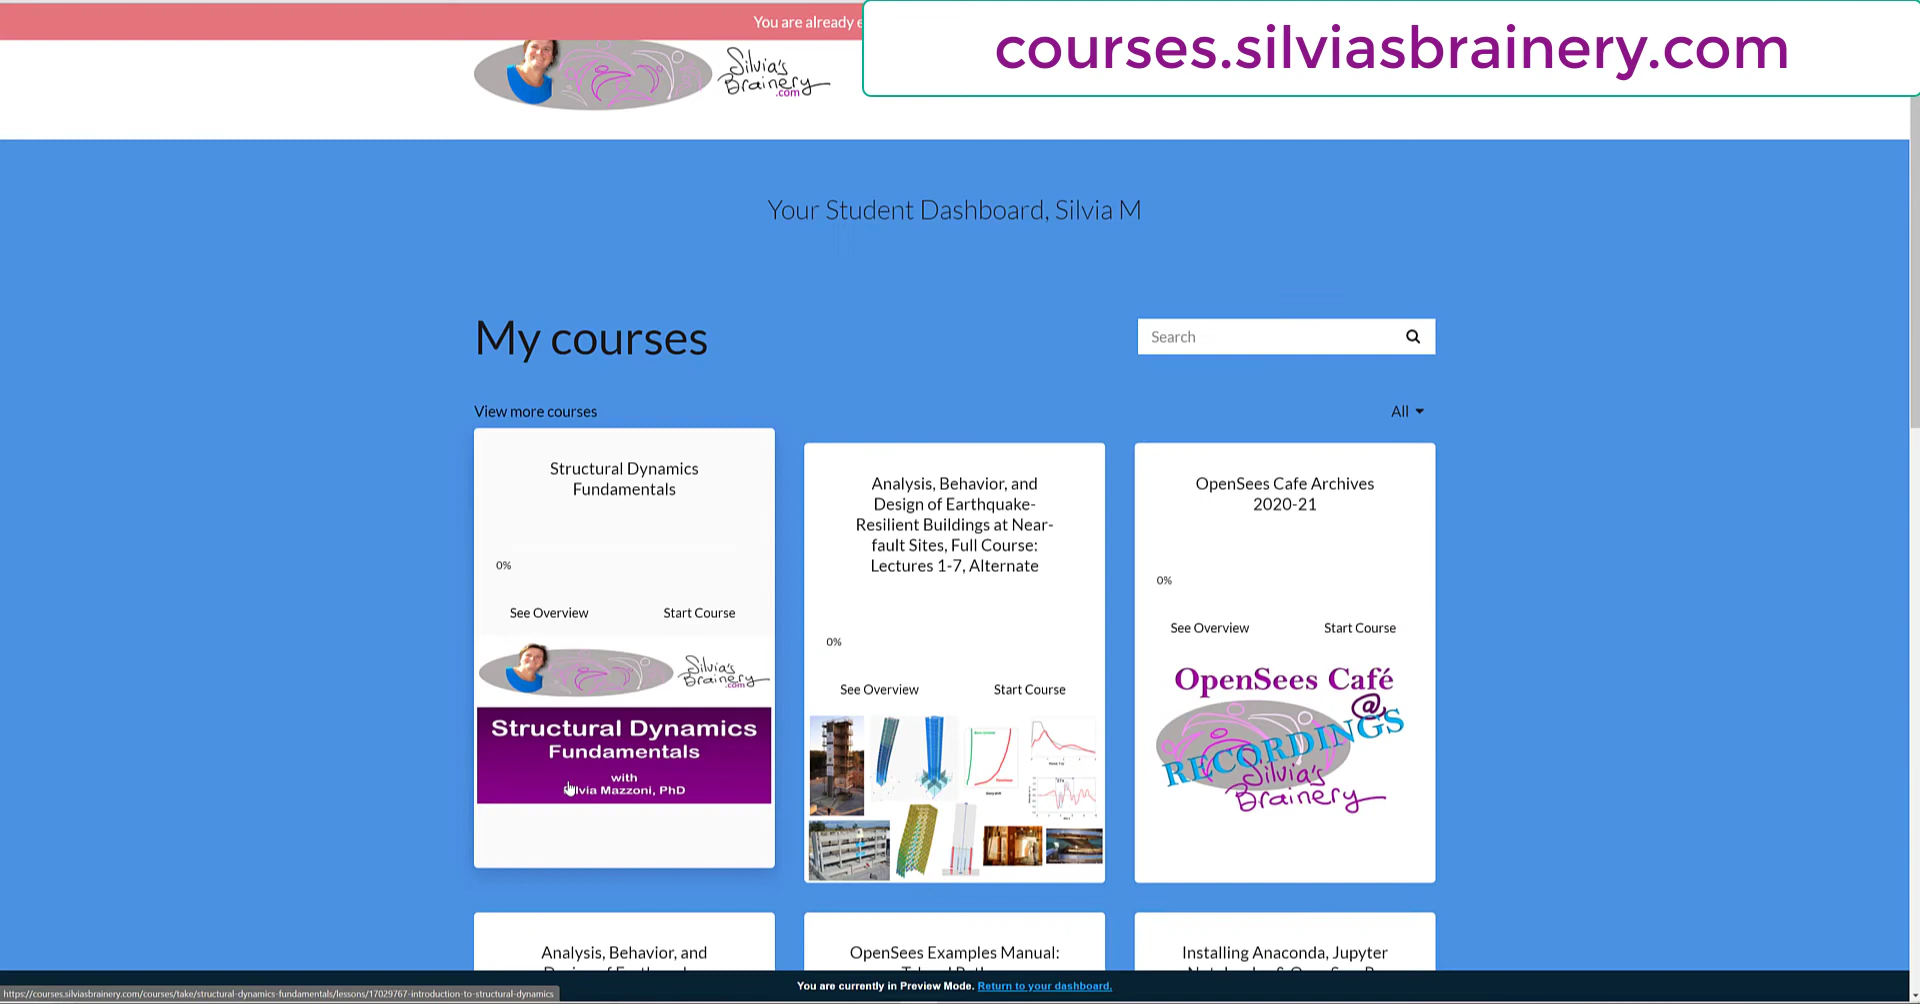 You are already
courses.silviasbrainery.com
Silvia's
Brainery
.com
Your Student Dashboard, Silvia M
My courses
Search
View more courses
All
Structural Dynamics
Fundamentals
0%
See Overview
Start Course
Silvia's
Brainery
.com
Structural Dynamics
Fundamentals
with
Silvia Mazzoni, PhD
Analysis, Behavior, and
Design of Earthquake-
Resilient Buildings at Near-
fault Sites, Full Course:
Lectures 1-7, Alternate
0%
See Overview
Start Course
OpenSees Cafe Archives
2020-21
0%
See Overview
Start Course
OpenSees Café
@
RECORDINGS
Silvia's
Brainery
Analysis, Behavior, and
OpenSees Examples Manual:
Installing Anaconda, Jupyter
You are currently in Preview Mode. Return to your dashboard.
https://courses.silviasbrainery.com/courses/take/structural-dynamics-fundamentals/lessons/17029767-introduction-to-structural-dynamics